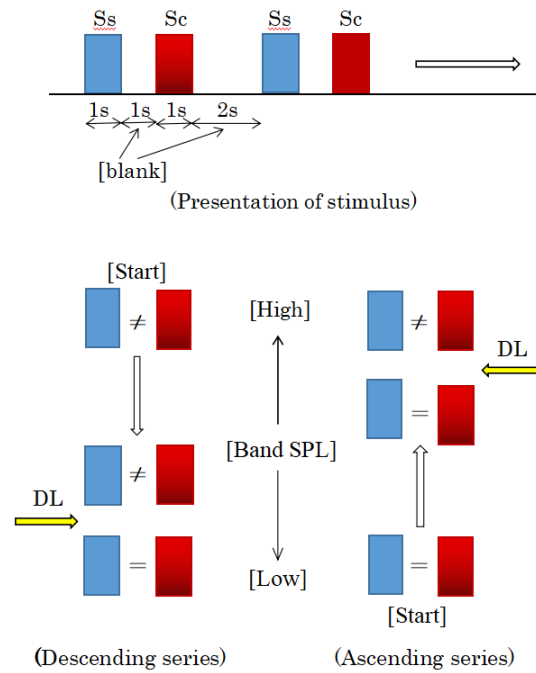 Ss Sc Ss Sc
1s 1s 1s 2s
[blank]
(Presentation of stimulus)
[Start]
≠ [High] ≠
DL
=
≠ [Band SPL]
DL
= [Low] =
[Start]
(Descending series) (Ascending series)